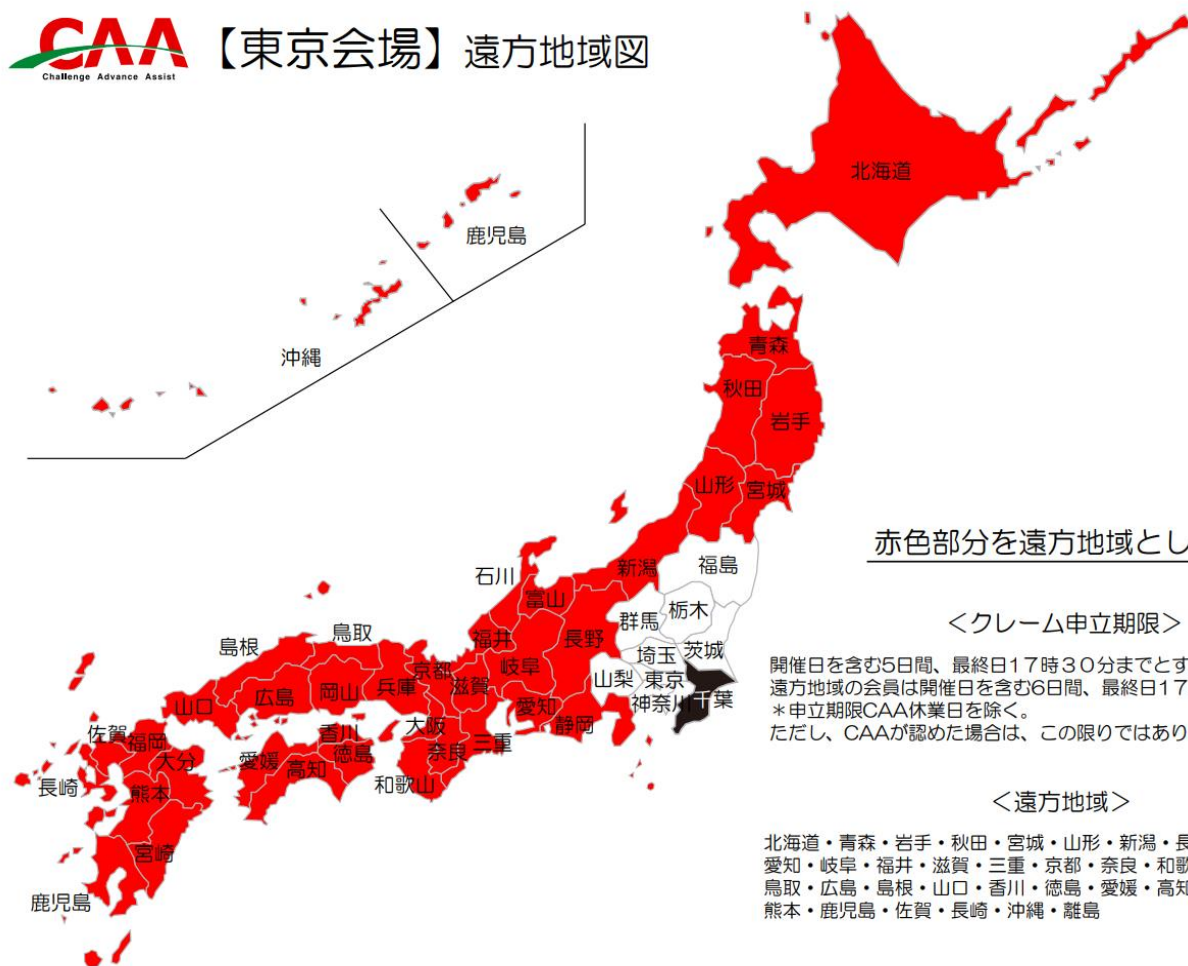 CAA
Challenge Advance Assist
【東京会場】遠方地域図
北海道
鹿児島
沖縄
青森
秋田
岩手
山形
宮城
赤色部分を遠方地域とし
新潟
福島
石川
富山
栃木
群馬
鳥取
福井
長野
＜クレーム申立期限＞
島根
埼玉
茨城
京都
岐阜
開催日を含む5日間、最終日17時30分までとす
兵庫
滋賀
山梨
東京
遠方地域の会員は開催日を含む6日間、最終日17
広島
岡山
神奈川
千葉
山口
愛知
＊申立期限CAA休業日を除く。
静岡
大阪
ただし、CAAが認めた場合は、この限りではあり
佐賀
福岡
香川
三重
大分
愛媛
高知
徳島
奈良
長崎
熊本
和歌山
＜遠方地域＞
宮崎
北海道・青森・岩手・秋田・宮城・山形・新潟・長
愛知・岐阜・福井・滋賀・三重・京都・奈良・和歌
鳥取・広島・島根・山口・香川・徳島・愛媛・高知
鹿児島
熊本・鹿児島・佐賀・長崎・沖縄・離島